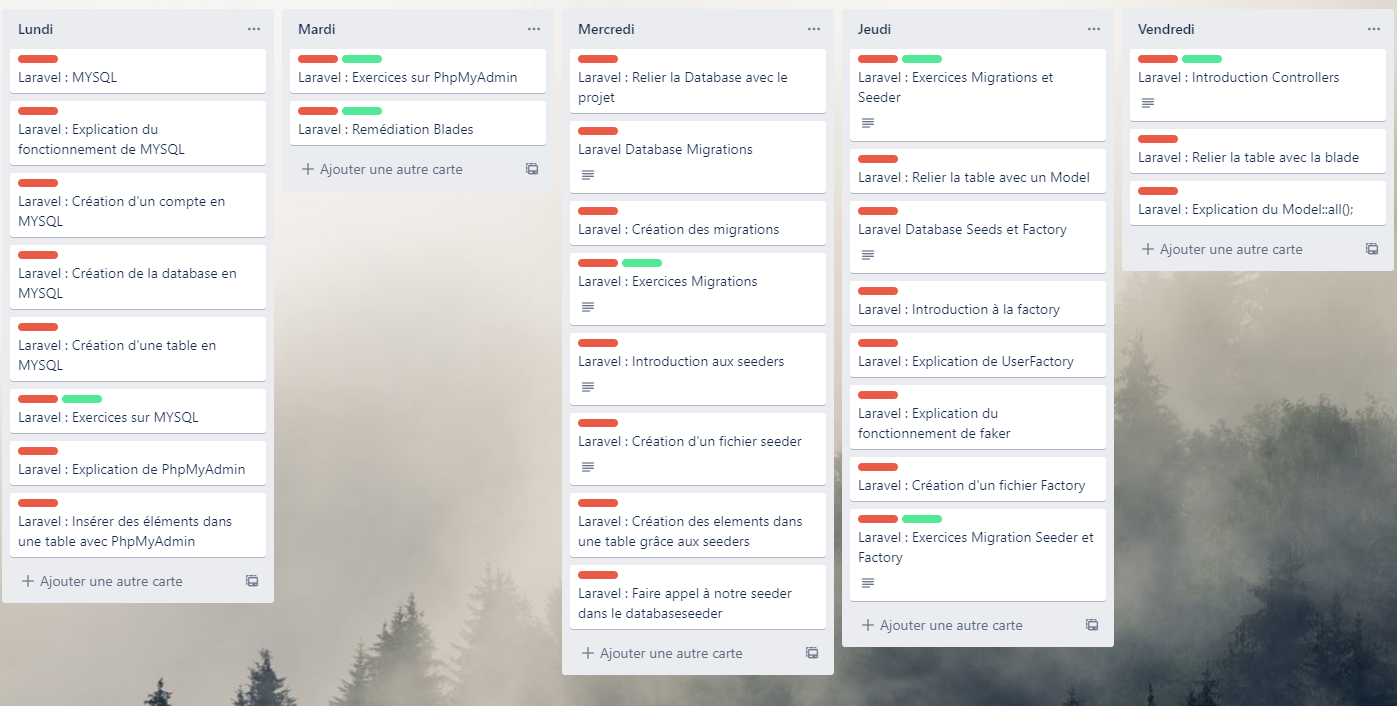 Lundi
Laravel : MYSQL
Laravel : Explication du
fonctionnement de MYSQL
Laravel : Création d'un compte en
MYSQL
Laravel : Création de la database en
MYSQL
Laravel : Création d'une table en
MYSQL
Laravel : Exercices sur MYSQL
Laravel : Explication de PhpMyAdmin
Laravel : Insérer des éléments dans
une table avec PhpMyAdmin
Ajouter une autre carte
Mardi
Laravel : Exercices sur PhpMyAdmin
Laravel : Remédiation Blades
Ajouter une autre carte
Mercredi
Laravel : Relier la Database avec le
projet
Laravel Database Migrations
Laravel : Création des migrations
Laravel : Exercices Migrations
Laravel : Introduction aux seeders
Laravel : Création d'un fichier seeder
Laravel : Création des elements dans
une table grâce aux seeders
Laravel : Faire appel à notre seeder
dans le databaseseeder
Ajouter une autre carte
Jeudi
Laravel : Exercices Migrations et
Seeder
Laravel : Relier la table avec un Model
Laravel Database Seeds et Factory
Laravel : Introduction à la factory
Laravel : Explication de UserFactory
Laravel : Explication du
fonctionnement de faker
Laravel : Création d'un fichier Factory
Laravel : Exercices Migration Seeder et
Factory
Ajouter une autre carte
Vendredi
Laravel : Introduction Controllers
Laravel : Relier la table avec la blade
Laravel : Explication du Model::all();
Ajouter une autre carte